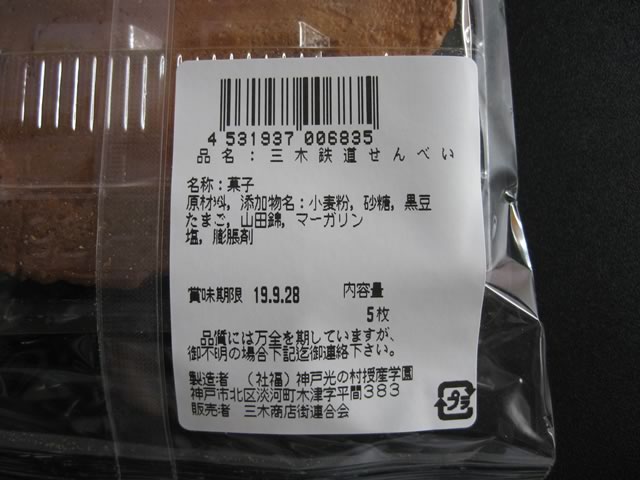 4 531937 006835
品名：三木鉄道せんべい
名称：菓子
原材料，添加物名：小麦粉，砂糖，黒豆
たまご，山田錦，マーガリン
塩，膨脹剤
賞味期限 19.9.28 内容量
5枚
品質には万全を期していますが，
御不明の場合下記迄御連絡下さい。
製造者 （社福）神戸光の村授産学園
神戸市北区淡河町木津字平間383
販売者 三木商店街連合会
プラ